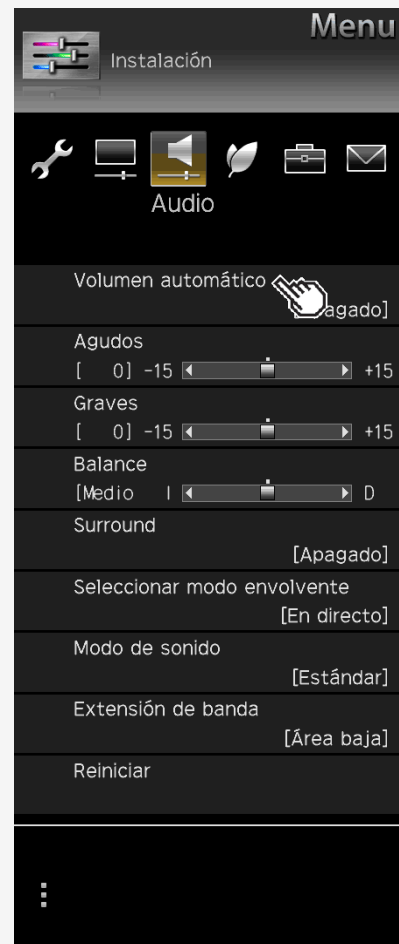 Menu
Instalación
Audio
Volumen automático
agado]
Agudos
[ 0] -15 +15
Graves
[ 0] -15 +15
Balance
[Medio I D
Surround
[Apagado]
Seleccionar modo envolvente
[En directo]
Modo de sonido
[Estándar]
Extensión de banda
[Área baja]
Reiniciar